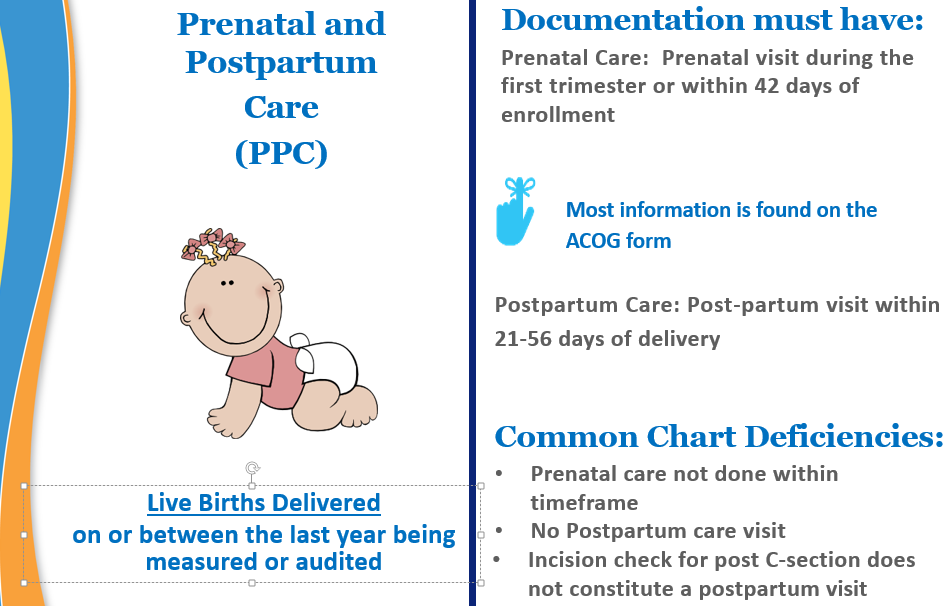 Prenatal and
Postpartum
Care
(PPC)
Live Births Delivered
on or between the last year being
measured or audited
Documentation must have:
Prenatal Care:  Prenatal visit during the
first trimester or within 42 days of
enrollment
Most information is found on the
ACOG form
Postpartum Care: Post-partum visit within
21-56 days of delivery
Common Chart Deficiencies:
• Prenatal care not done within
timeframe
• No Postpartum care visit
• Incision check for post C-section does
not constitute a postpartum visit